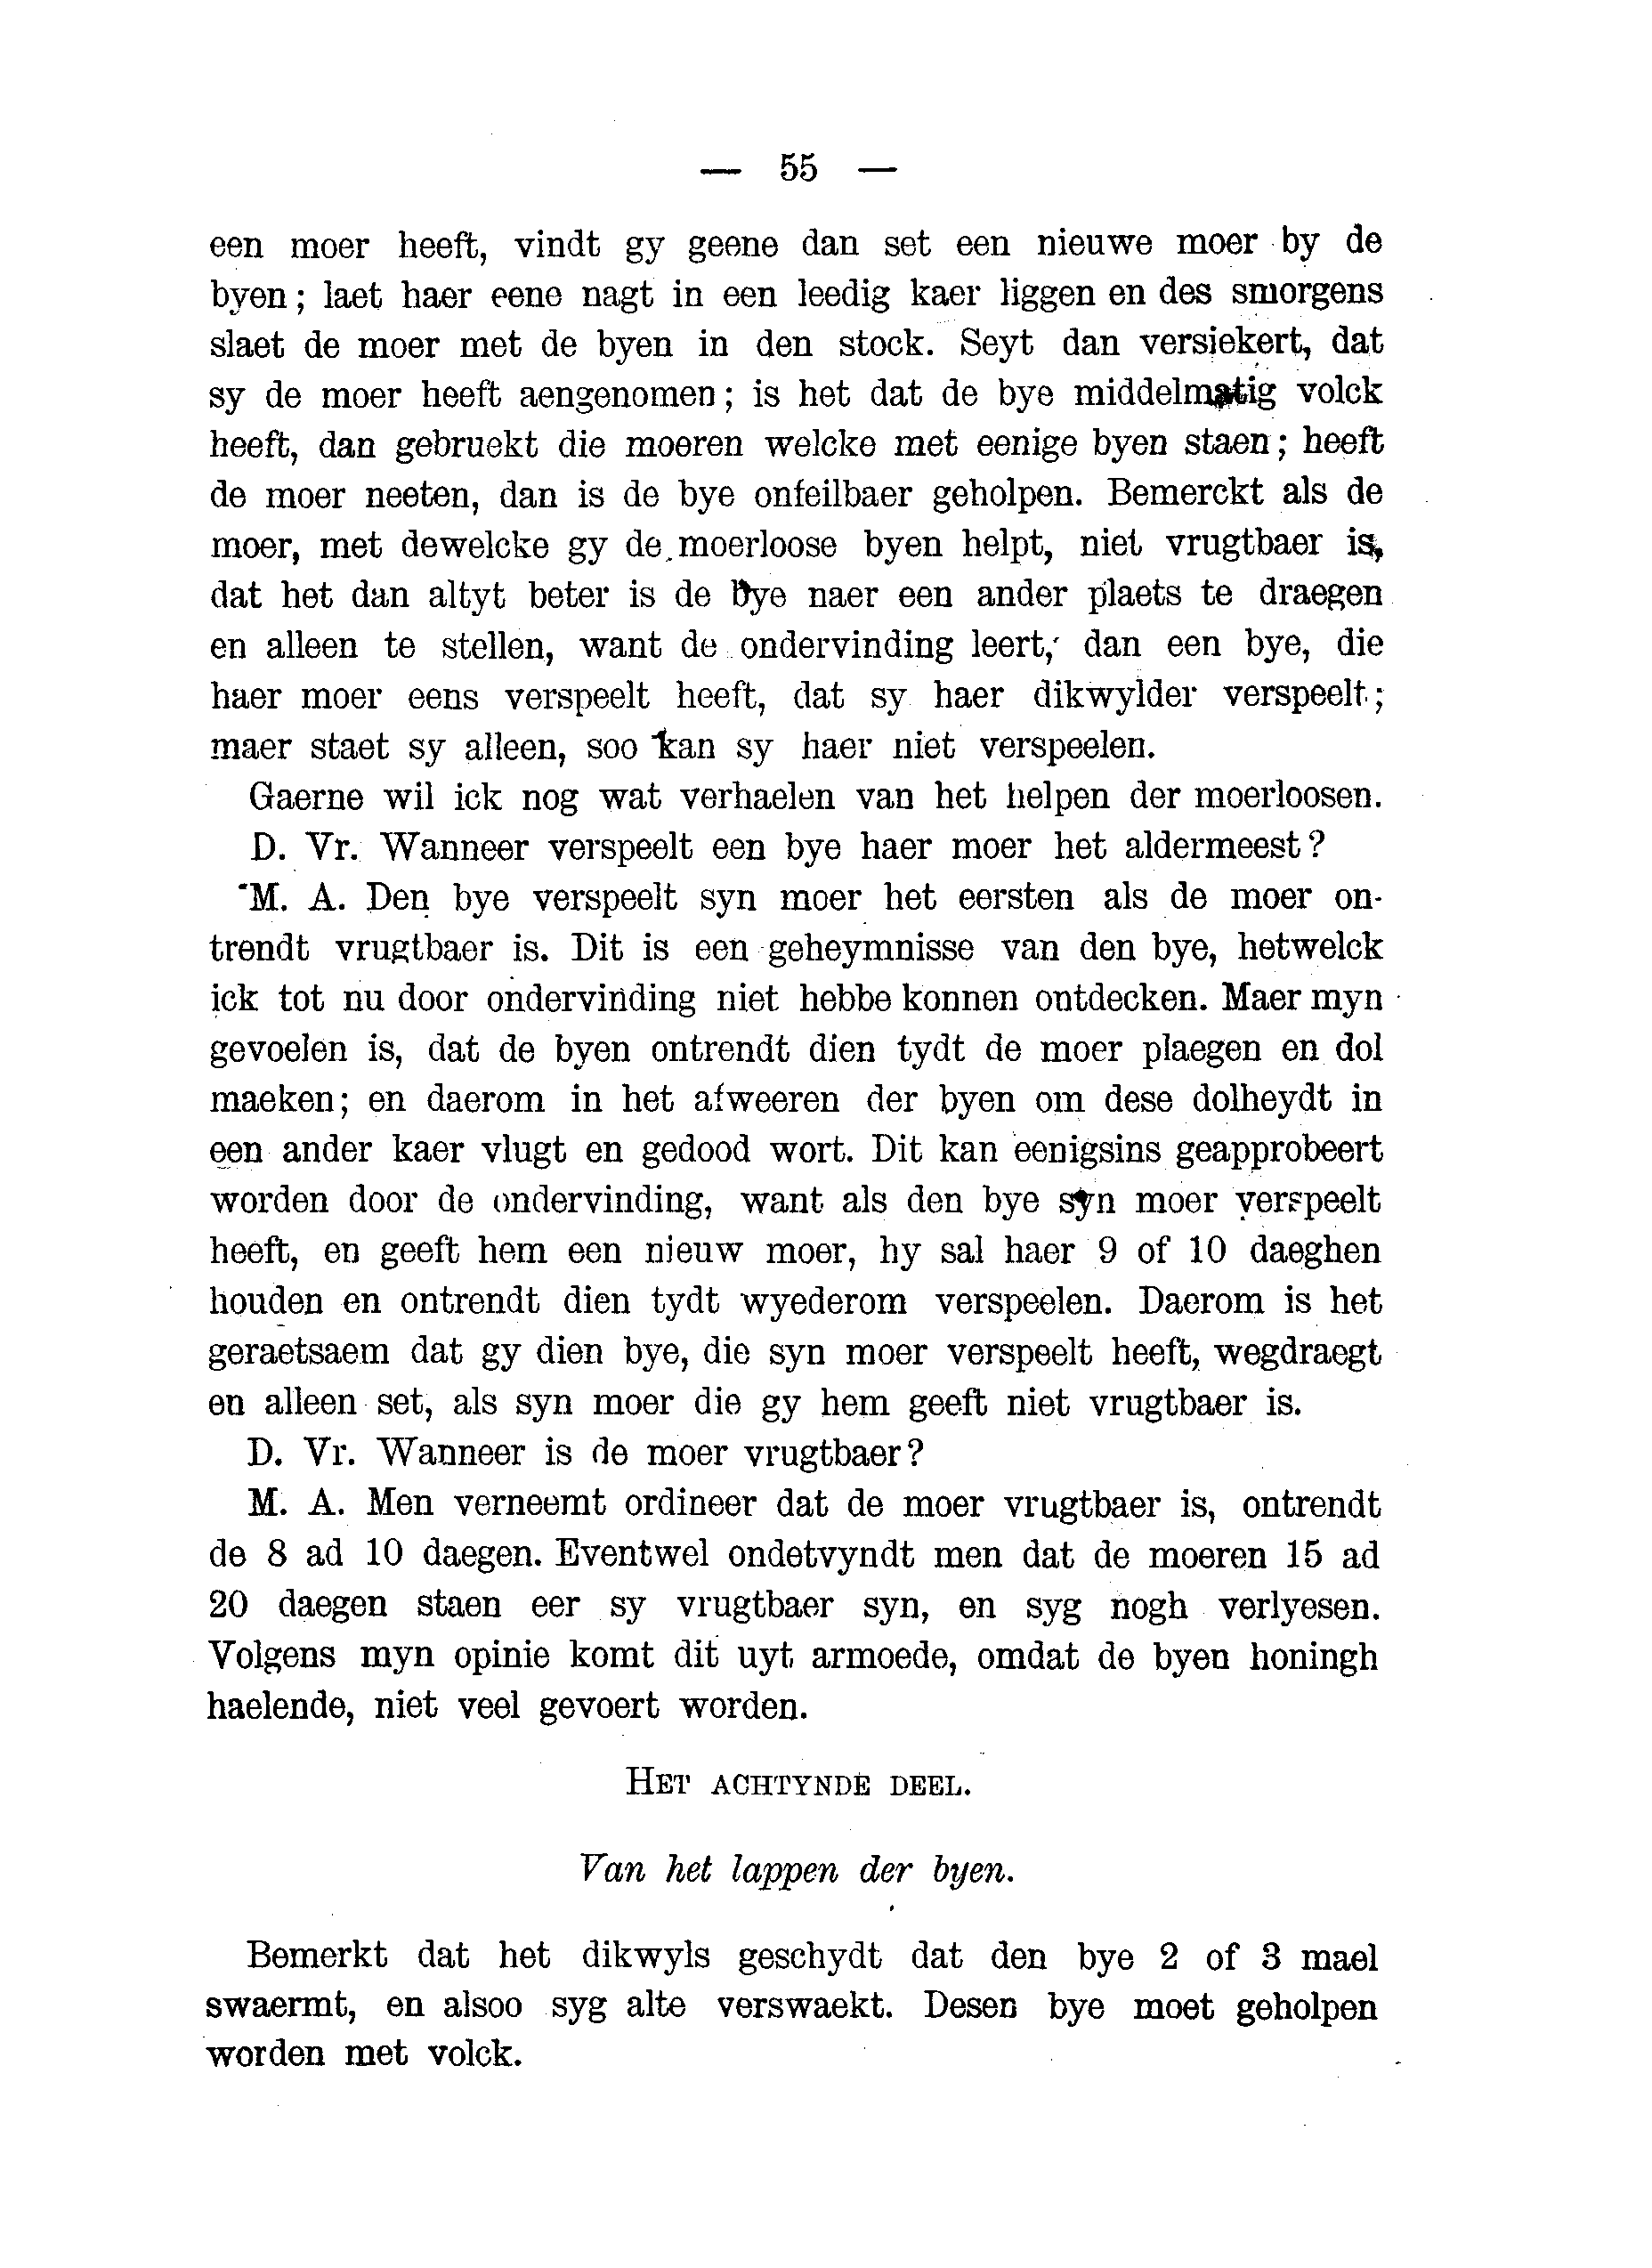 — 55 —
een moer heeft, vindt gy geene dan set een nieuwe moer by de
byen; laet haer eene nagt in een leedig kaer liggen en des smorgens
slaet de moer met de byen in den stock. Seyt dan versiekert, dat
sy de moer heeft aengenomen; is het dat de bye middelmatig volck
heeft, dan gebruekt die moeren welcke met eenige byen staen; heeft
de moer neeten, dan is de bye onfeilbaer geholpen. Bemerckt als de
moer, met dewelcke gy de moerloose byen helpt, niet vrugtbaer is,
dat het dan altyt beter is de bye naer een ander plaets te draegen
en alleen te stellen, want de ondervinding leert, dan een bye, die
haer moer eens verspeelt heeft, dat sy haer dikwylder verspeelt;
maer staet sy alleen, soo kan sy haer niet verspeelen.
Gaerne wil ick nog wat verhaelen van het helpen der moerloosen.
D. Vr. Wanneer verspeelt een bye haer moer het aldermeest?
M. A. Den bye verspeelt syn moer het eersten als de moer on-
trendt vrugtbaer is. Dit is een geheymnisse van den bye, hetwelck
ick tot nu door ondervinding niet hebbe konnen ontdecken. Maer myn
gevoelen is, dat de byen ontrendt dien tydt de moer plaegen en dol
maeken; en daerom in het afweeren der byen om dese dolheydt in
een ander kaer vlugt en gedood wort. Dit kan eenigsins geapprobeert
worden door de ondervinding, want als den bye syn moer verspeelt
heeft, en geeft hem een nieuw moer, hy sal haer 9 of 10 daeghen
houden en ontrendt dien tydt wyederom verspeelen. Daerom is het
geraetsaem dat gy dien bye, die syn moer verspeelt heeft, wegdraegt
en alleen set, als syn moer die gy hem geeft niet vrugtbaer is.
D. Vr. Wanneer is de moer vrugtbaer?
M. A. Men verneemt ordineer dat de moer vrugtbaer is, ontrendt
de 8 ad 10 daegen. Eventwel ondetvyndt men dat de moeren 15 ad
20 daegen staen eer sy vrugtbaer syn, en syg nogh verlyesen.
Volgens myn opinie komt dit uyt armoede, omdat de byen honingh
haelende, niet veel gevoert worden.
HET ACHTYNDE DEEL.
Van het lappen der byen.
Bemerkt dat het dikwyls geschydt dat den bye 2 of 3 mael
swaermt, en alsoo syg alte verswaekt. Desen bye moet geholpen
worden met volck.